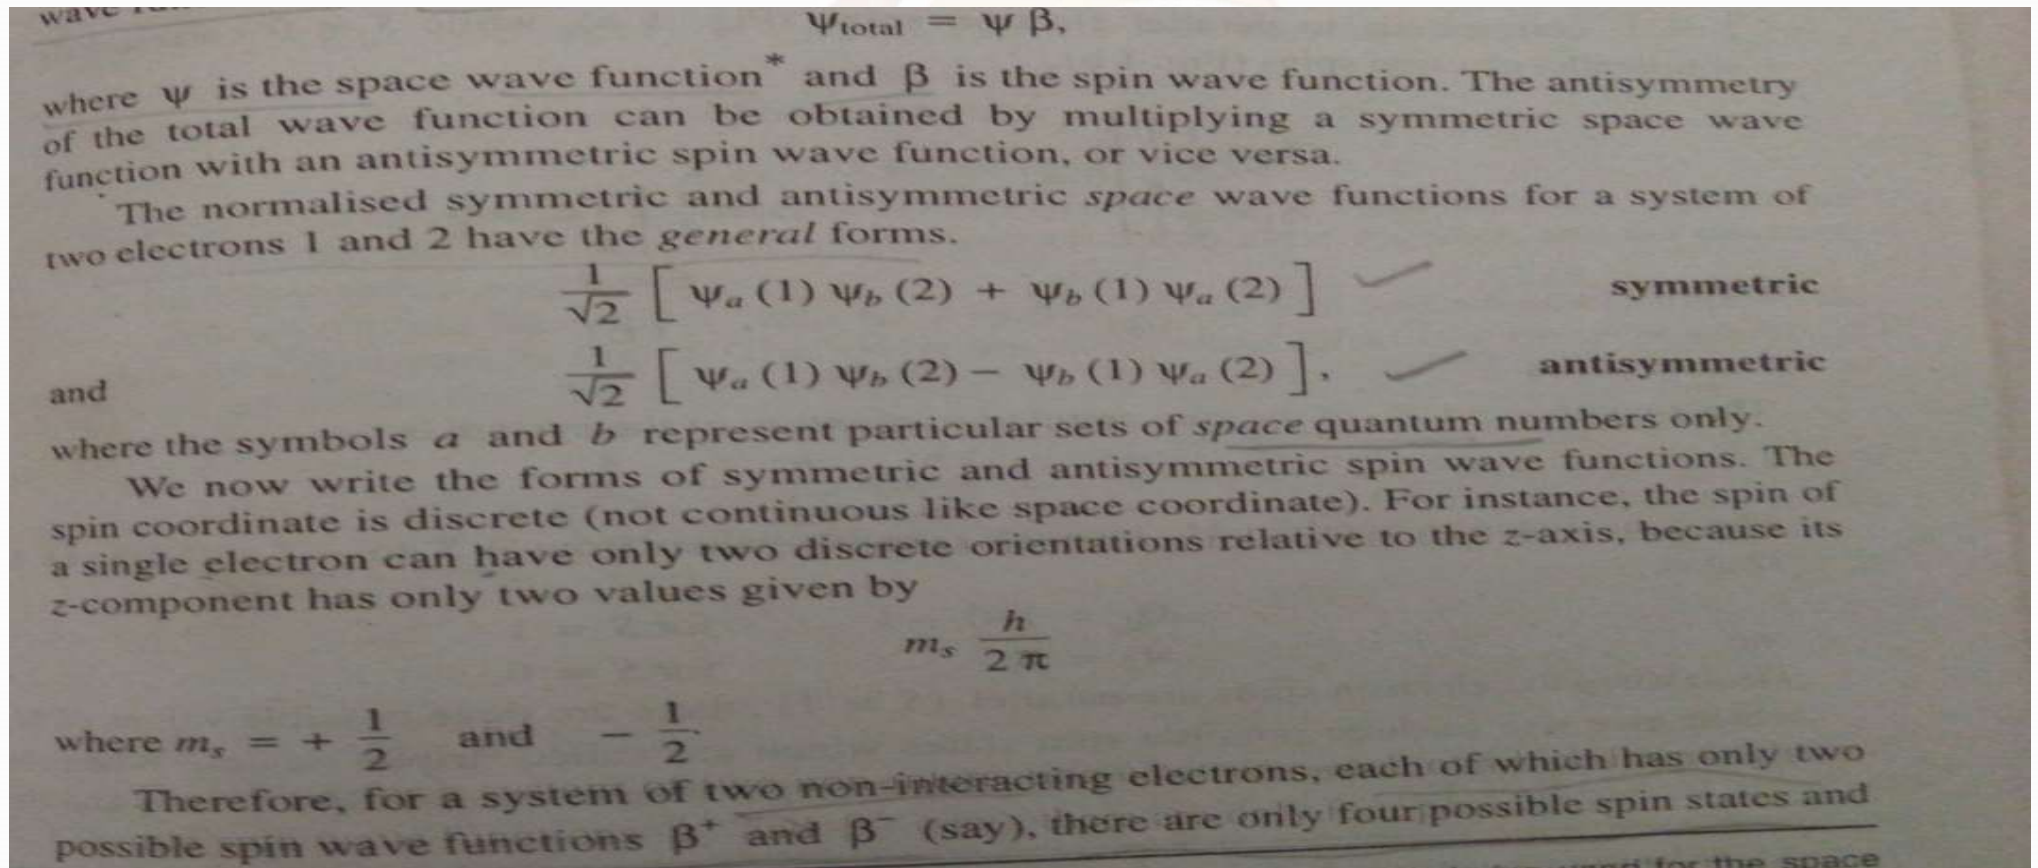 wave
Ψtotal = ψ β,
where ψ is the space wave function* and β is the spin wave function. The antisymmetry
of the total wave function can be obtained by multiplying a symmetric space wave
function with an antisymmetric spin wave function, or vice versa.
The normalised symmetric and antisymmetric space wave functions for a system of
two electrons 1 and 2 have the general forms.
1/√2 [ ψa (1) ψb (2) + ψb (1) ψa (2) ] symmetric
and 1/√2 [ ψa (1) ψb (2) − ψb (1) ψa (2) ]. antisymmetric
where the symbols a and b represent particular sets of space quantum numbers only.
We now write the forms of symmetric and antisymmetric spin wave functions. The
spin coordinate is discrete (not continuous like space coordinate). For instance, the spin of
a single electron can have only two discrete orientations relative to the z-axis, because its
z-component has only two values given by
ms h/2π
where ms = + 1/2 and − 1/2.
Therefore, for a system of two non-interacting electrons, each of which has only two
possible spin wave functions β+ and β− (say), there are only four possible spin states and
for the space